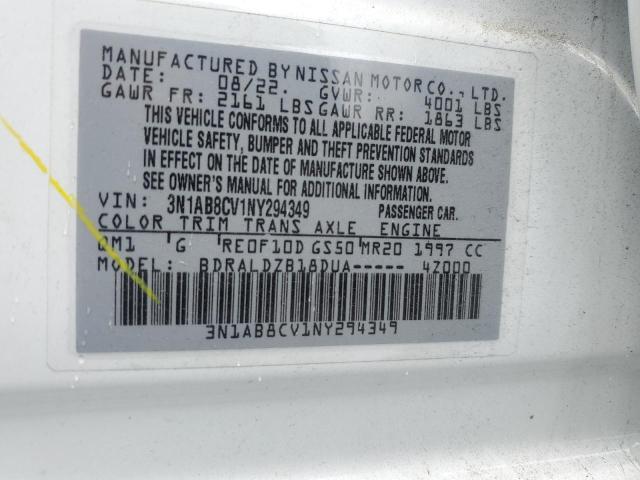 MANUFACTURED BY NISSAN MOTOR CO., LTD.
DATE: 08/22. GVWR: 4001 LBS
GAWR FR: 2161 LBS GAWR RR: 1863 LBS
THIS VEHICLE CONFORMS TO ALL APPLICABLE FEDERAL MOTOR
VEHICLE SAFETY, BUMPER AND THEFT PREVENTION STANDARDS
IN EFFECT ON THE DATE OF MANUFACTURE SHOWN ABOVE.
SEE OWNER'S MANUAL FOR ADDITIONAL INFORMATION.
VIN: 3N1AB8CV1NY294349 PASSENGER CAR.
COLOR TRIM TRANS AXLE ENGINE
QM1 G RE0F10D GS50 MR20 1997 CC
MODEL: BDRALDZB18DUA----- 4Z000
3N1AB8CV1NY294349